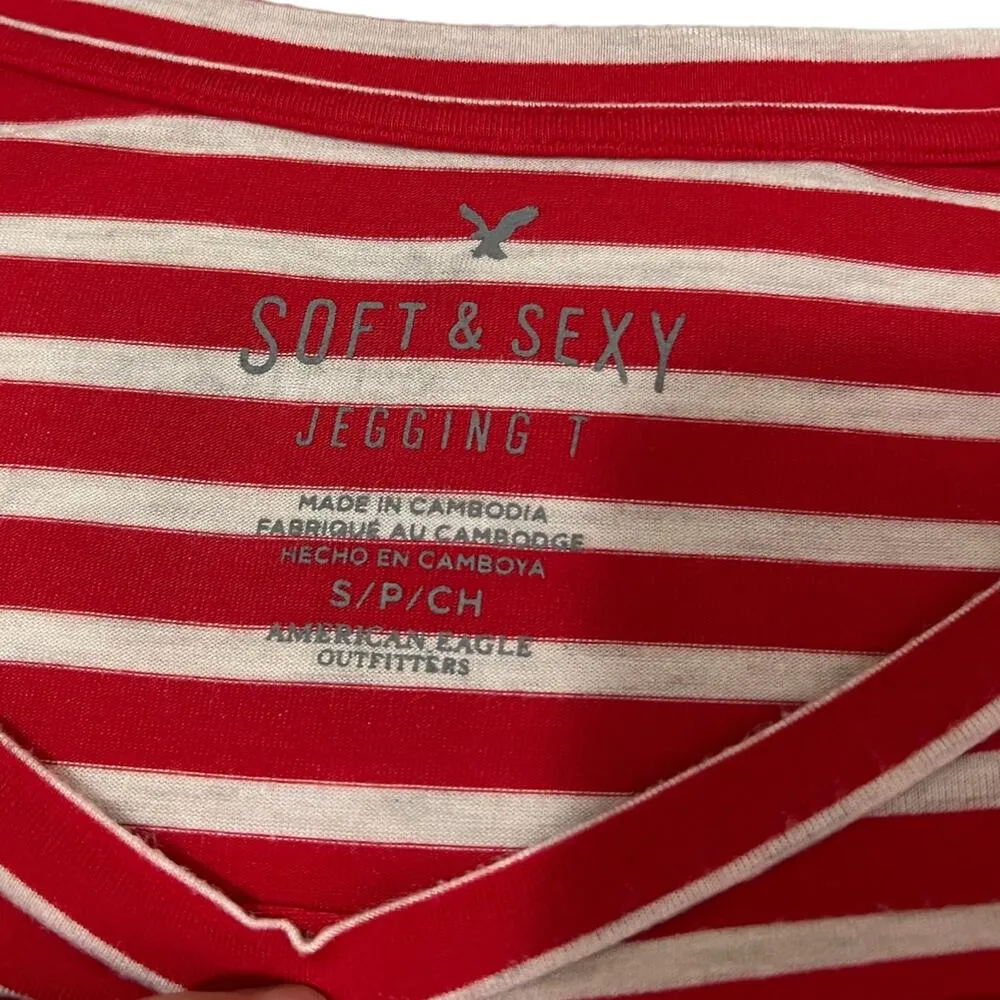 SOFT & SEXY
JEGGING T
MADE IN CAMBODIA
FABRIQUÉ AU CAMBODGE
HECHO EN CAMBOYA
S/P/CH
AMERICAN EAGLE
OUTFITTERS